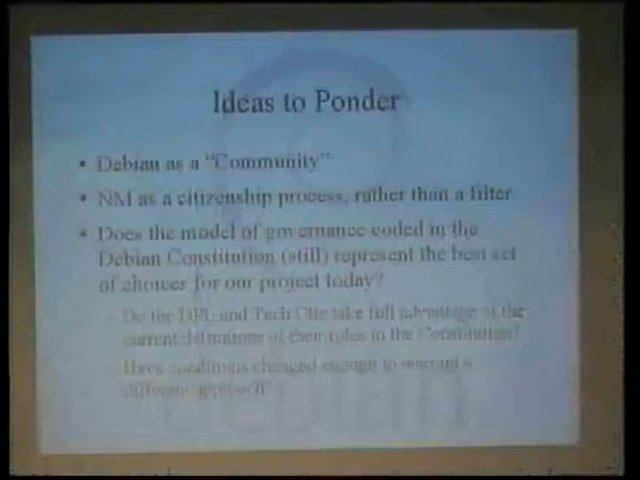 Ideas to Ponder
• Debian as a "Community"
• NM as a citizenship process, rather than a filter
• Does the model of governance coded in the
Debian Constitution (still) represent the best set
of choices for our project today?
– Do the DPL and Tech Ctte take full advantage of the
current definitions of their roles in the Constitution?
– Have conditions changed enough to warrant a
different approach?
debian